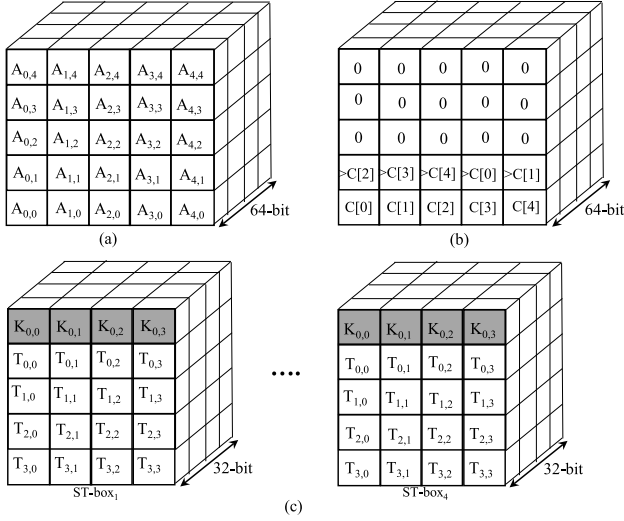 A0,4 A1,4 A2,4 A3,4 A4,4
A0,3 A1,3 A2,3 A3,3 A4,3
A0,2 A1,2 A2,2 A3,2 A4,2
A0,1 A1,1 A2,1 A3,1 A4,1
A0,0 A1,0 A2,0 A3,0 A4,0
64-bit
(a)
0 0 0 0 0
0 0 0 0 0
0 0 0 0 0
>C[2] >C[3] >C[4] >C[0] >C[1]
C[0] C[1] C[2] C[3] C[4]
64-bit
(b)
K0,0 K0,1 K0,2 K0,3
T0,0 T0,1 T0,2 T0,3
T1,0 T1,1 T1,2 T1,3
T2,0 T2,1 T2,2 T2,3
T3,0 T3,1 T3,2 T3,3
32-bit
ST-box1
....
K0,0 K0,1 K0,2 K0,3
T0,0 T0,1 T0,2 T0,3
T1,0 T1,1 T1,2 T1,3
T2,0 T2,1 T2,2 T2,3
T3,0 T3,1 T3,2 T3,3
32-bit
ST-box4
(c)